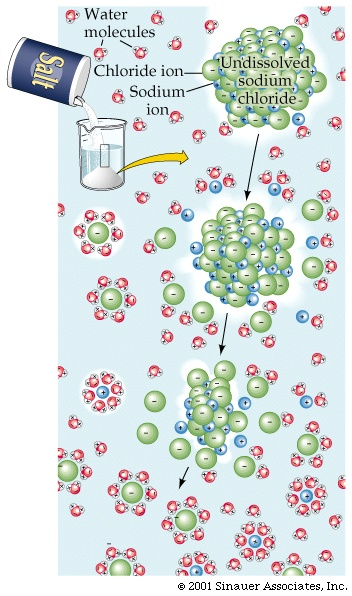 Water
molecules
Chloride ion
Sodium
ion
Undissolved
sodium
chloride
Salt
© 2001 Sinauer Associates, Inc.